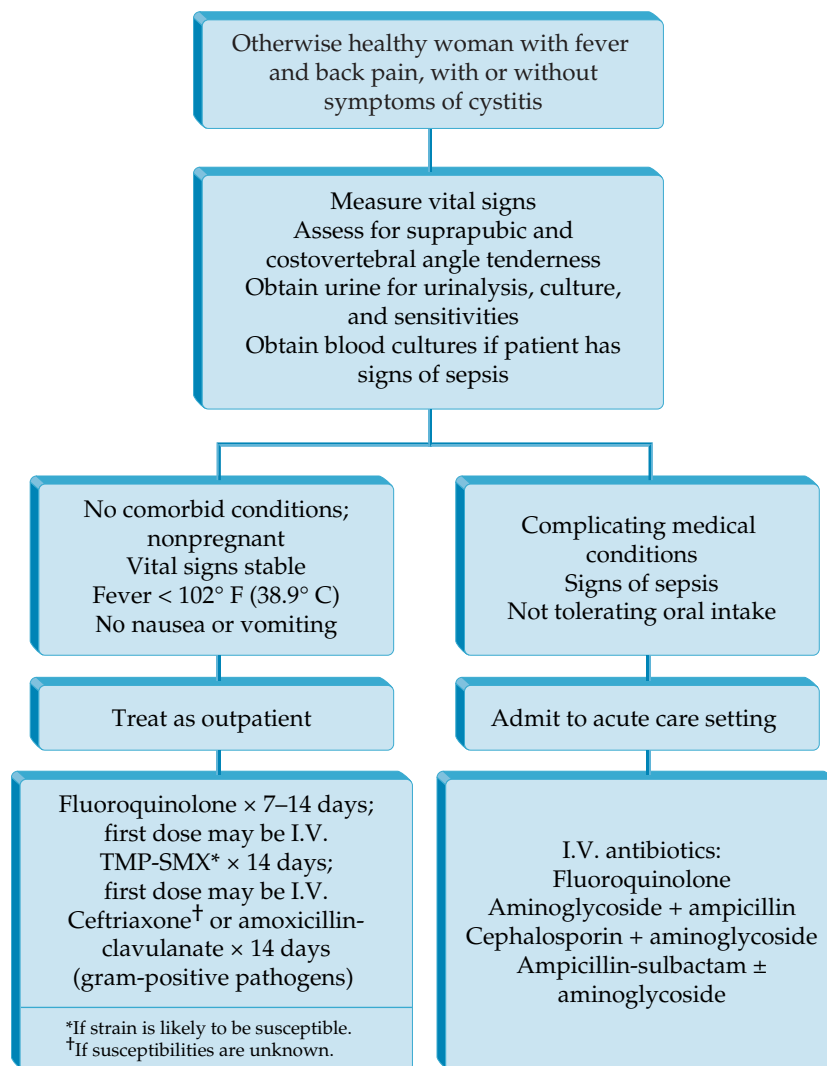 Otherwise healthy woman with fever
and back pain, with or without
symptoms of cystitis
Measure vital signs
Assess for suprapubic and
costovertebral angle tenderness
Obtain urine for urinalysis, culture,
and sensitivities
Obtain blood cultures if patient has
signs of sepsis
No comorbid conditions;
nonpregnant
Vital signs stable
Fever < 102° F (38.9° C)
No nausea or vomiting
Treat as outpatient
Fluoroquinolone × 7–14 days;
first dose may be I.V.
TMP-SMX* × 14 days;
first dose may be I.V.
Ceftriaxone† or amoxicillin-
clavulanate × 14 days
(gram-positive pathogens)
*If strain is likely to be susceptible.
†If susceptibilities are unknown.
Complicating medical
conditions
Signs of sepsis
Not tolerating oral intake
Admit to acute care setting
I.V. antibiotics:
Fluoroquinolone
Aminoglycoside + ampicillin
Cephalosporin + aminoglycoside
Ampicillin-sulbactam ±
aminoglycoside